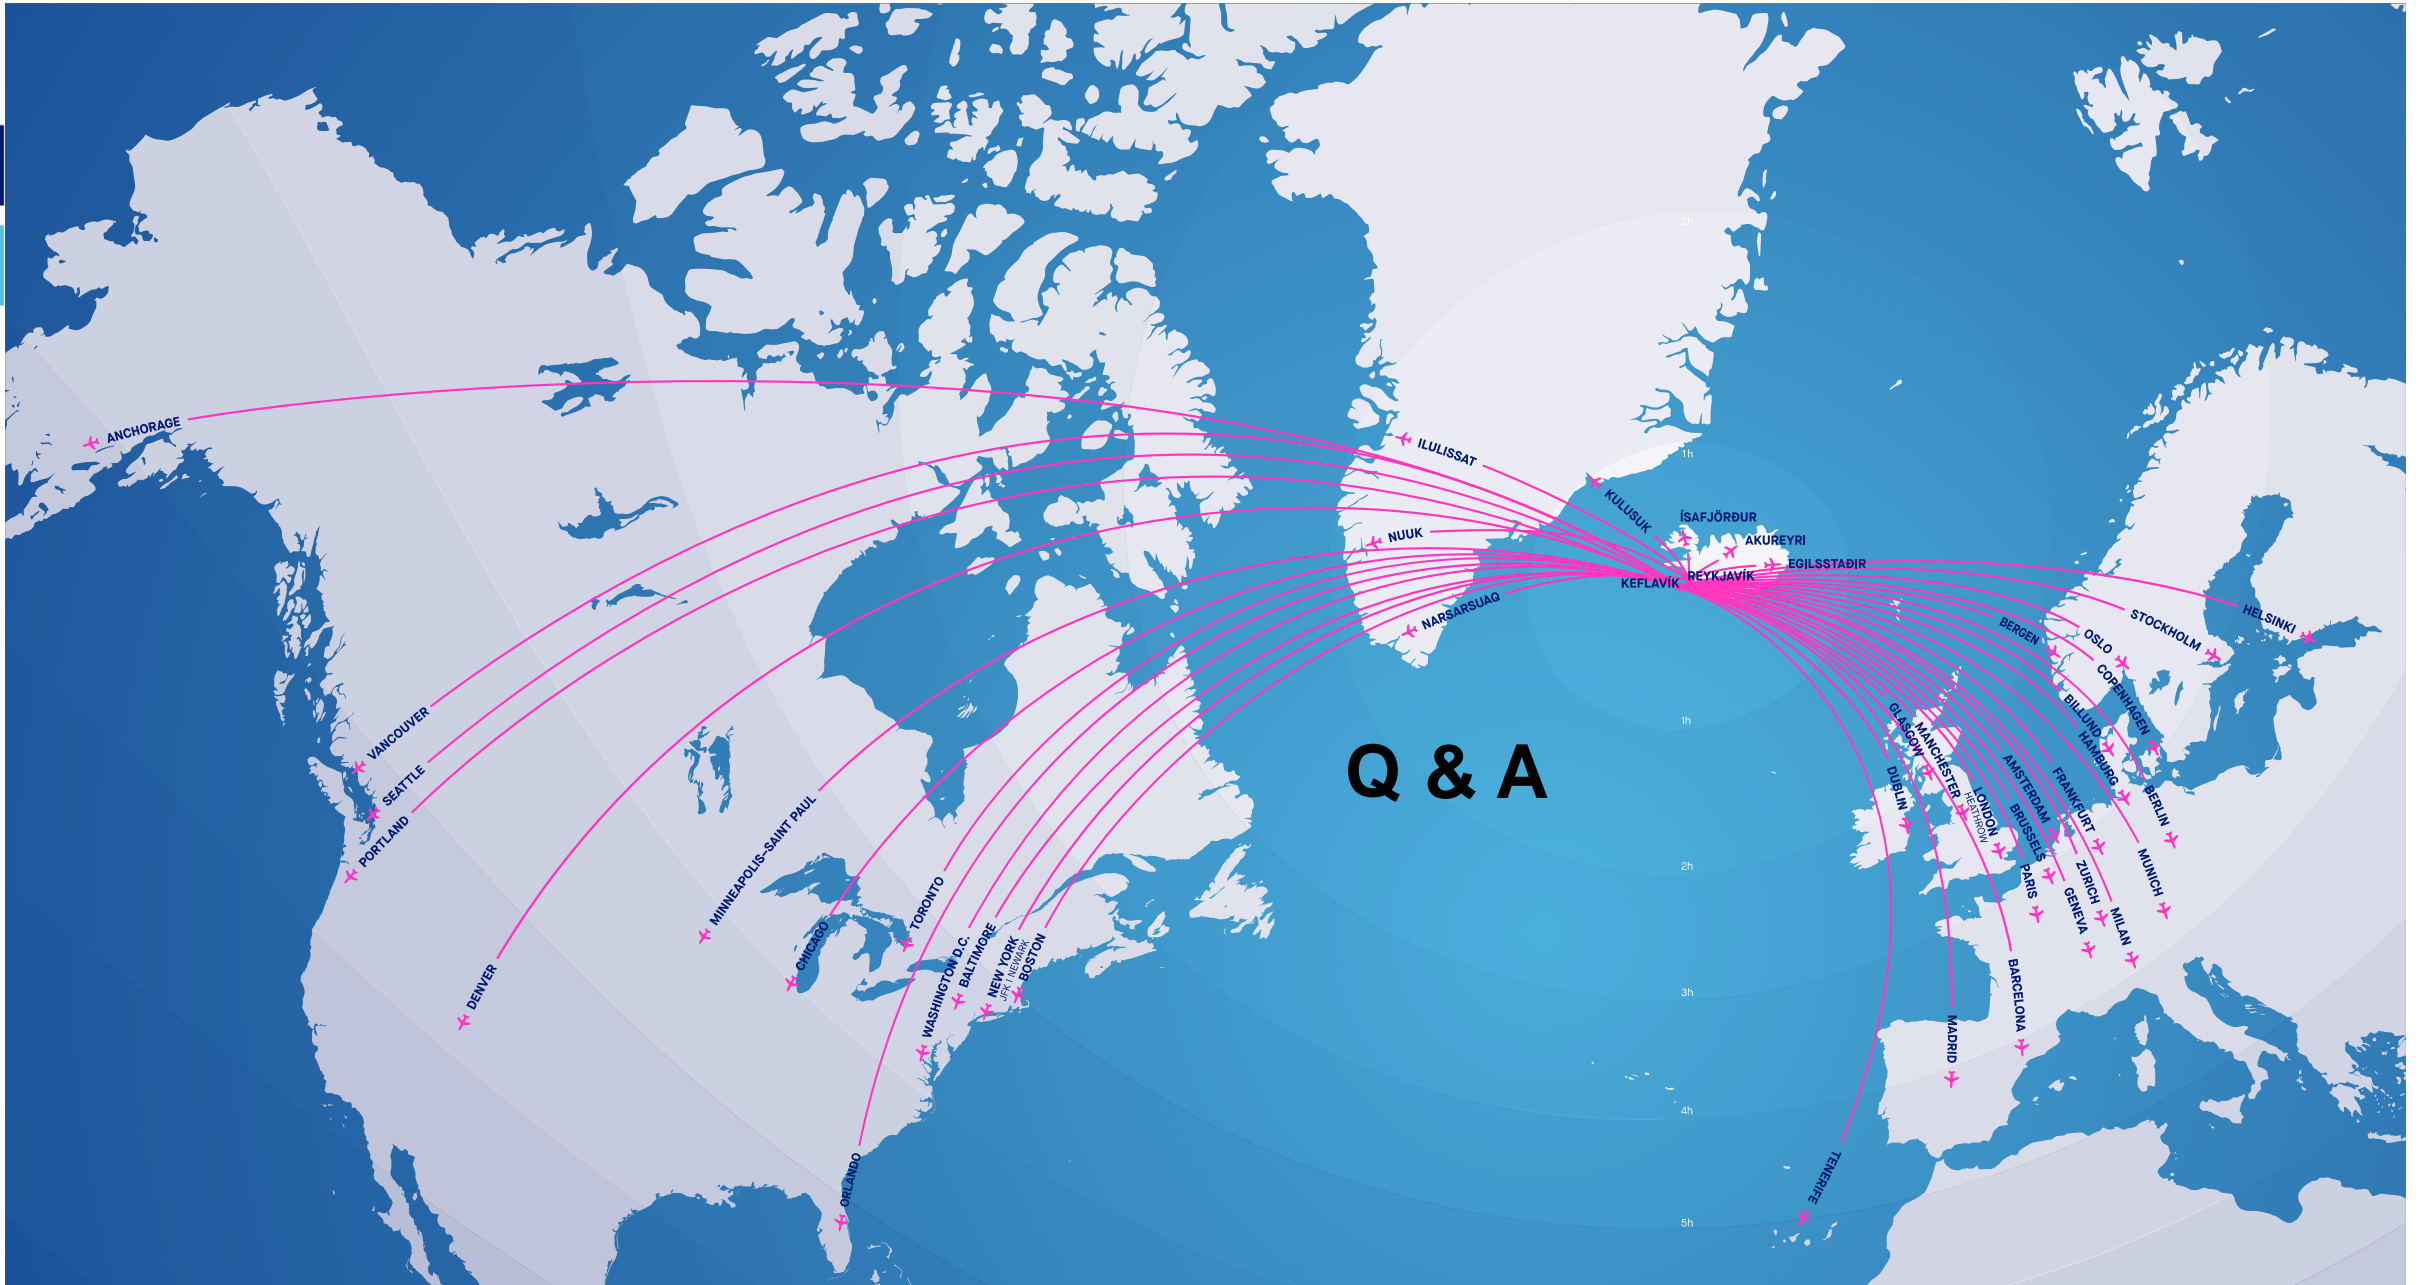 2h
ANCHORAGE
ILULISSAT
1h
KULUSUK
ÍSAFJÖRÐUR
NUUK
AKUREYRI
EGILSSTAÐIR
REYKJAVÍK
KEFLAVÍK
NARSARSUAQ
HELSINKI
STOCKHOLM
BERGEN
OSLO
COPENHAGEN
BILLUND
HAMBURG
VANCOUVER
1h
GLASGOW
MANCHESTER
Q & A
SEATTLE
DUBLIN
LONDON
HEATHROW
AMSTERDAM
FRANKFURT
BERLIN
PORTLAND
MINNEAPOLIS-SAINT PAUL
BRUSSELS
2h
PARIS
ZURICH
MUNICH
TORONTO
GENEVA
MILAN
CHICAGO
WASHINGTON D.C.
BALTIMORE
NEW YORK
JFK | NEWARK
BOSTON
DENVER
3h
BARCELONA
MADRID
4h
ORLANDO
TENERIFE
5h